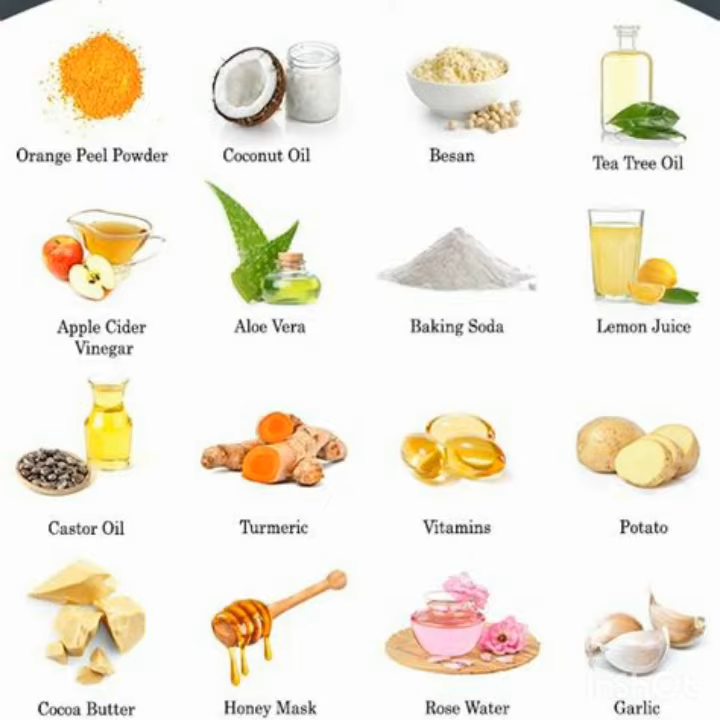 Orange Peel Powder
Coconut Oil
Besan
Tea Tree Oil
Apple Cider
Vinegar
Aloe Vera
Baking Soda
Lemon Juice
Castor Oil
Turmeric
Vitamins
Potato
Cocoa Butter
Honey Mask
Rose Water
Garlic
InShOt